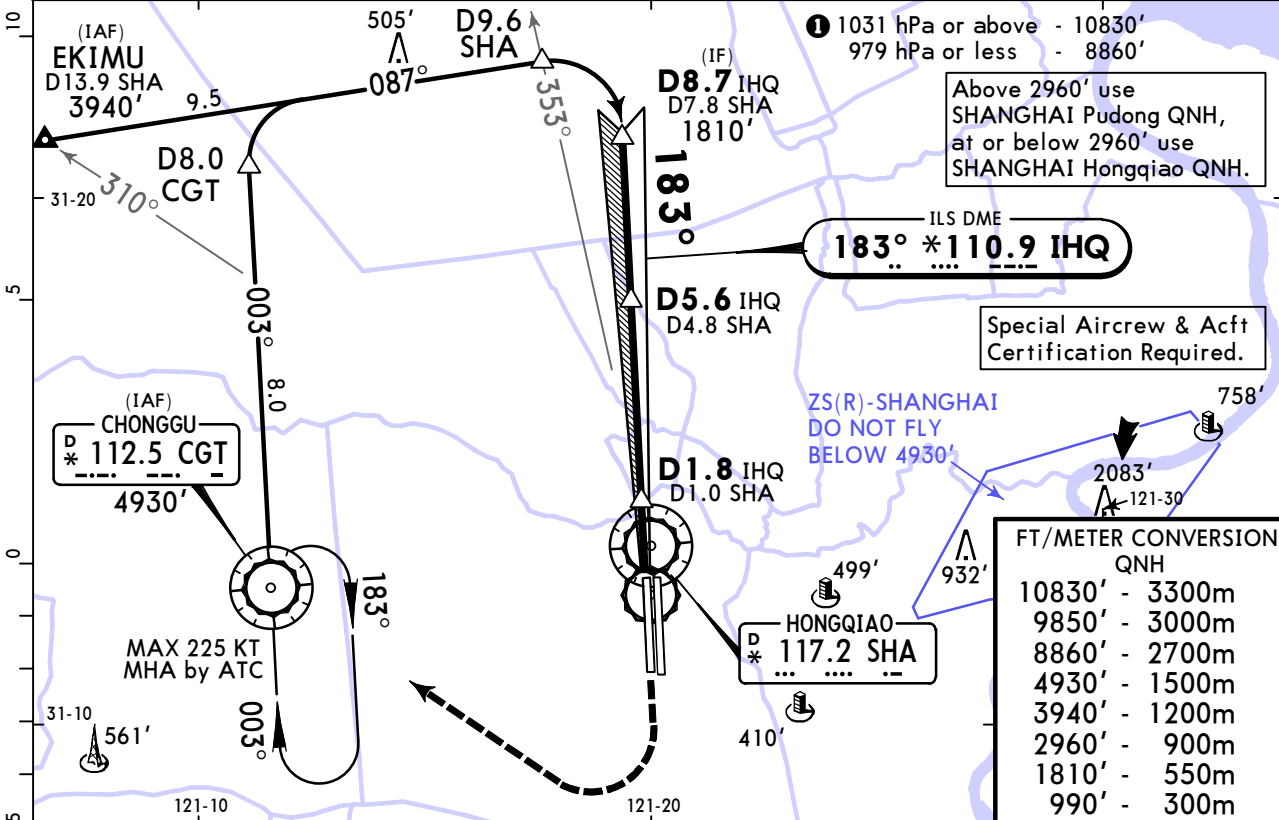 10
(IAF)
EKIMU
D13.9 SHA
3940'
9.5
505'
087°
D9.6
SHA
353°
(IF)
D8.7 IHQ
D7.8 SHA
1810'
❶ 1031 hPa or above - 10830'
979 hPa or less - 8860'
Above 2960' use
SHANGHAI Pudong QNH,
at or below 2960' use
SHANGHAI Hongqiao QNH.
D8.0
CGT
310°
31-20
183°
ILS DME
183° *110.9 IHQ
003°
5
D5.6 IHQ
D4.8 SHA
Special Aircrew & Acft
Certification Required.
8.0
(IAF)
CHONGGU
D
* 112.5 CGT
4930'
ZS(R)-SHANGHAI
DO NOT FLY
BELOW 4930'
758'
D1.8 IHQ
D1.0 SHA
2083'
121-30
0
183°
932'
499'
MAX 225 KT
MHA by ATC
HONGQIAO
D
* 117.2 SHA
FT/METER CONVERSION
QNH
10830' - 3300m
9850' - 3000m
8860' - 2700m
4930' - 1500m
3940' - 1200m
2960' - 900m
1810' - 550m
990' - 300m
31-10
561'
003°
410'
121-10
121-20
5